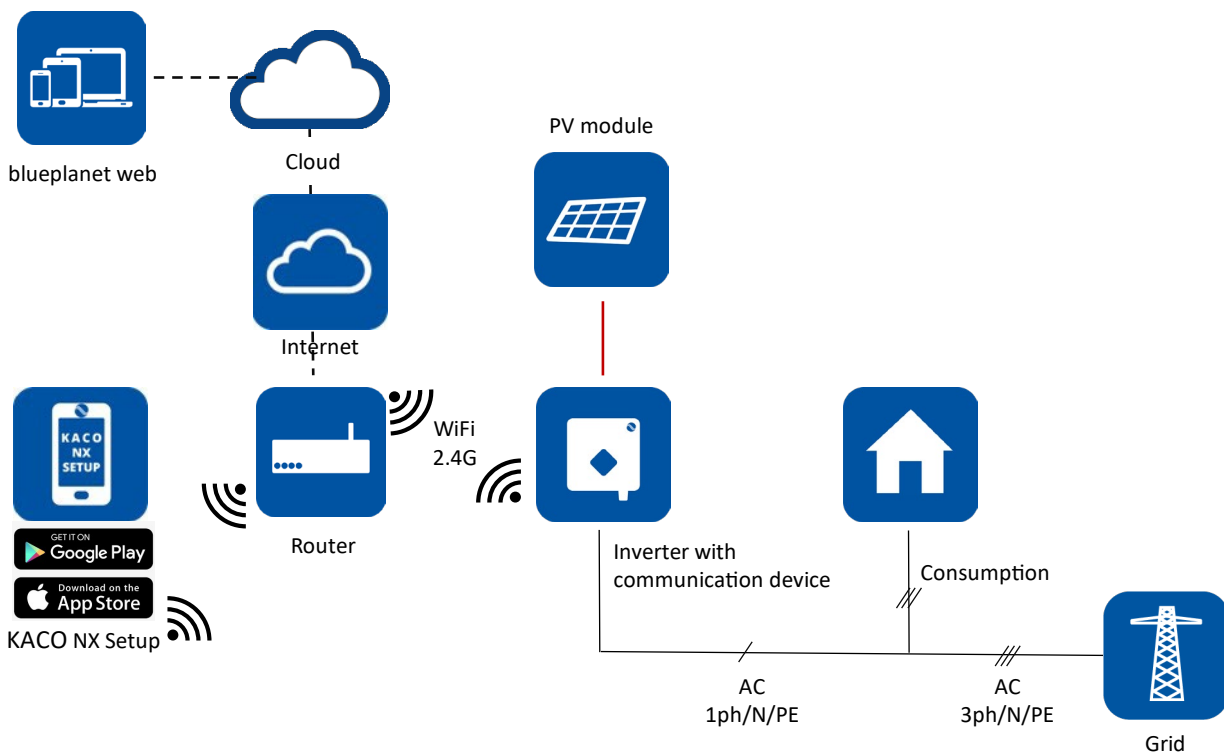 blueplanet web
Cloud
PV module
Internet
KACO
NX
SETUP
WiFi
2.4G
GET IT ON
Google Play
Download on the
App Store
KACO NX Setup
Router
Inverter with
communication device
Consumption
AC
1ph/N/PE
AC
3ph/N/PE
Grid